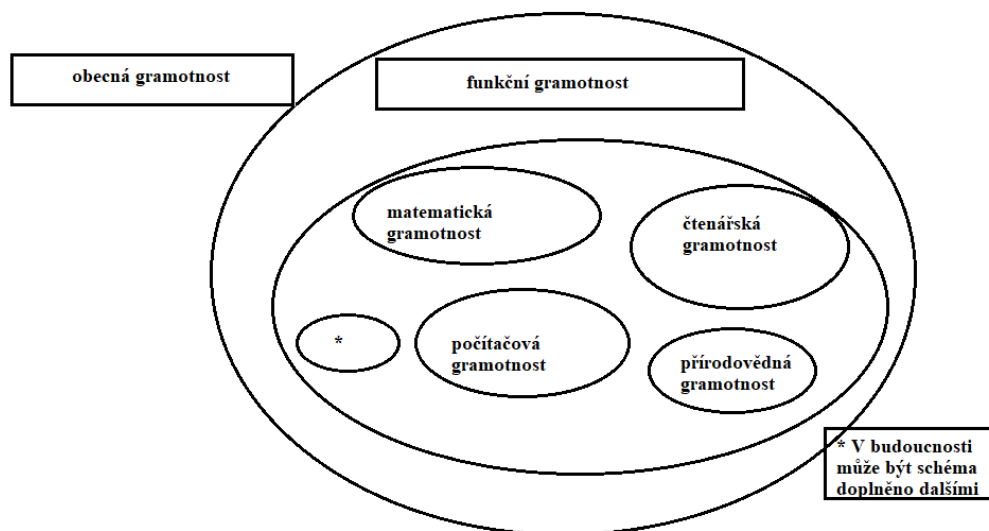 obecná gramotnost
funkční gramotnost
matematická
gramotnost
čtenářská
gramotnost
*
počítačová
gramotnost
přírodovědná
gramotnost
* V budoucnosti
může být schéma
doplněno dalšími